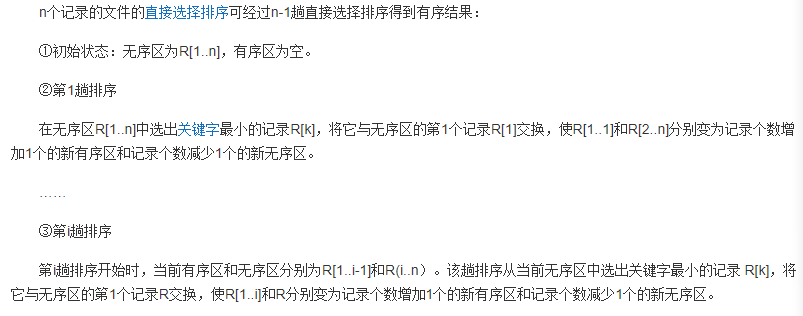 n个记录的文件的直接选择排序可经过n-1趟直接选择排序得到有序结果：
①初始状态：无序区为R[1..n]，有序区为空。
②第1趟排序
在无序区R[1..n]中选出关键字最小的记录R[k]，将它与无序区的第1个记录R[1]交换，使R[1..1]和R[2..n]分别变为记录个数增
加1个的新有序区和记录个数减少1个的新无序区。
……
③第i趟排序
第i趟排序开始时，当前有序区和无序区分别为R[1..i-1]和R(i..n）。该趟排序从当前无序区中选出关键字最小的记录 R[k]，将
它与无序区的第1个记录R交换，使R[1..i]和R分别变为记录个数增加1个的新有序区和记录个数减少1个的新无序区。